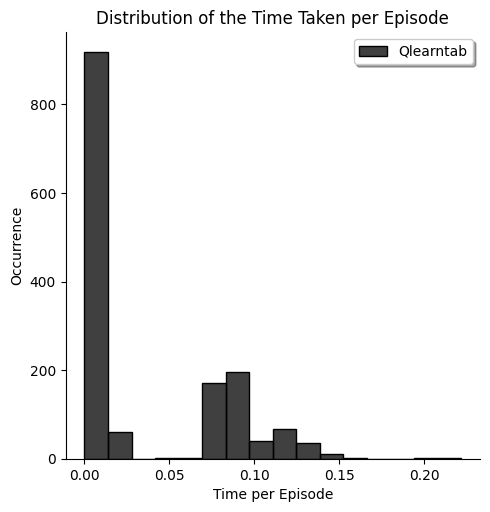 Distribution of the Time Taken per Episode
Qlearntab
Occurrence
800
600
400
200
0
0.00 0.05 0.10 0.15 0.20
Time per Episode